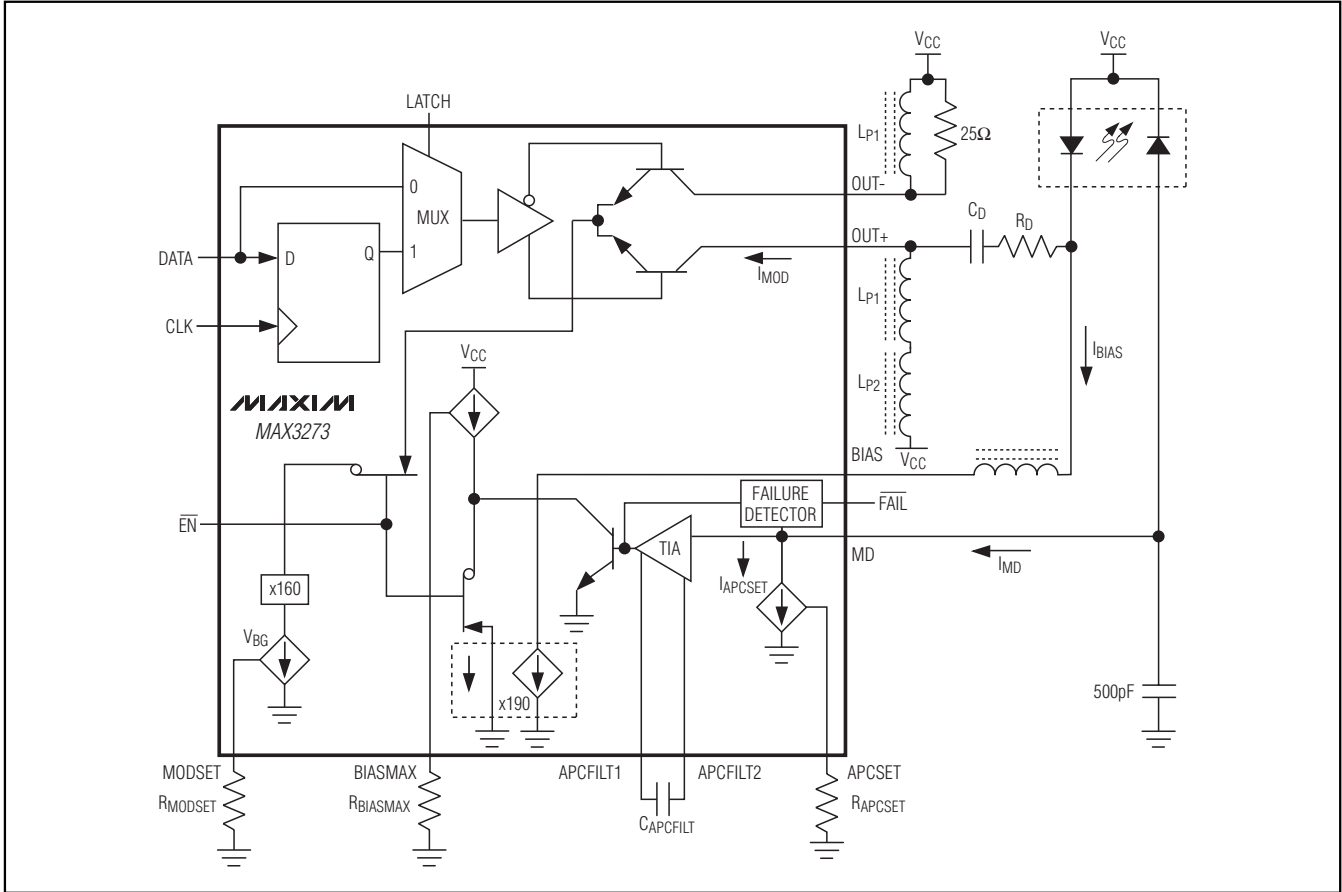 VCC
VCC
LATCH
LP1
25Ω
OUT-
0
MUX
CD
RD
OUT+
DATA
D
Q
1
IMOD
LP1
CLK
IBIAS
VCC
LP2
MAXIM
MAX3273
BIAS
VCC
FAILURE
DETECTOR
FAIL
EN
TIA
MD
IAPCSET
IMD
x160
VBG
x190
500pF
MODSET
BIASMAX
APCFILT1
APCFILT2
APCSET
RMODSET
RBIASMAX
RAPCSET
CAPCFILT